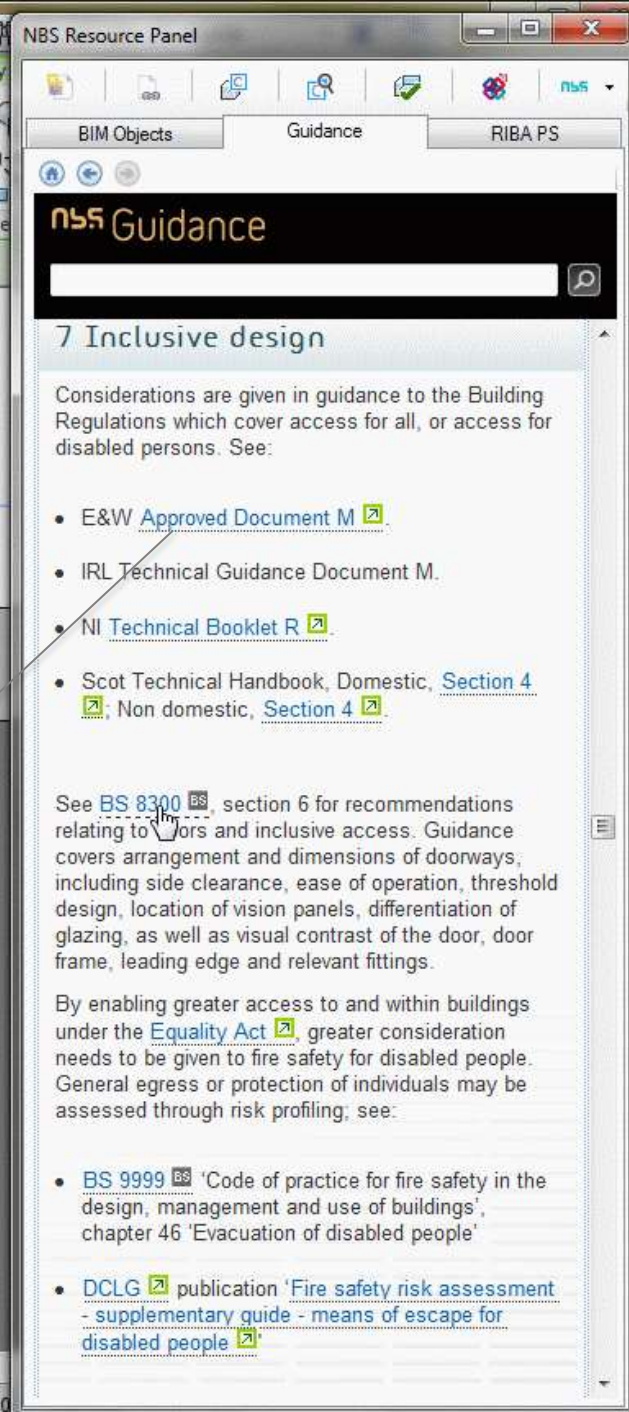 NBS Resource Panel
nbs
BIM Objects
Guidance
RIBA PS
nbs Guidance
7 Inclusive design
Considerations are given in guidance to the Building
Regulations which cover access for all, or access for
disabled persons. See:
• E&W Approved Document M.
• IRL Technical Guidance Document M.
• NI Technical Booklet R.
• Scot Technical Handbook, Domestic, Section 4
; Non domestic, Section 4.
See BS 8300 BS, section 6 for recommendations
relating to and inclusive access. Guidance
covers arrangement and dimensions of doorways,
including side clearance, ease of operation, threshold
design, location of vision panels, differentiation of
glazing, as well as visual contrast of the door, door
frame, leading edge and relevant fittings.
By enabling greater access to and within buildings
under the Equality Act, greater consideration
needs to be given to fire safety for disabled people.
General egress or protection of individuals may be
assessed through risk profiling; see:
• BS 9999 BS 'Code of practice for fire safety in the
design, management and use of buildings',
chapter 46 'Evacuation of disabled people'
• DCLG publication 'Fire safety risk assessment
- supplementary guide - means of escape for
disabled people'